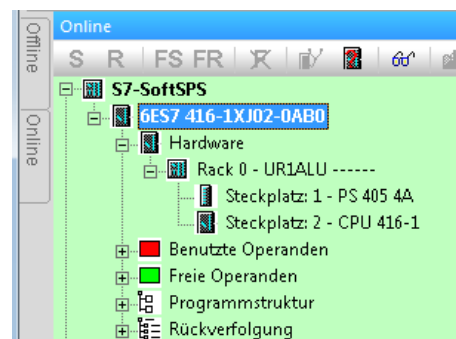 Offline
Online
Online
S R FS FR
S7-SoftSPS
6ES7 416-1XJ02-0AB0
Hardware
Rack 0 - UR1ALU ------
Steckplatz: 1 - PS 405 4A
Steckplatz: 2 - CPU 416-1
Benutzte Operanden
Freie Operanden
Programmstruktur
Rückverfolgung